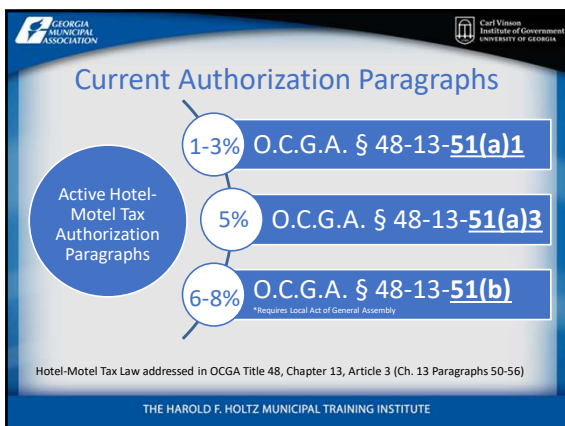 GEORGIA
MUNICIPAL
ASSOCIATION
Carl Vinson
Institute of Government
UNIVERSITY OF GEORGIA
Current Authorization Paragraphs
Active Hotel-
Motel Tax
Authorization
Paragraphs
1-3%
O.C.G.A. § 48-13-51(a)1
5%
O.C.G.A. § 48-13-51(a)3
6-8%
O.C.G.A. § 48-13-51(b)
*Requires Local Act of General Assembly
Hotel-Motel Tax Law addressed in OCGA Title 48, Chapter 13, Article 3 (Ch. 13 Paragraphs 50-56)
THE HAROLD F. HOLTZ MUNICIPAL TRAINING INSTITUTE